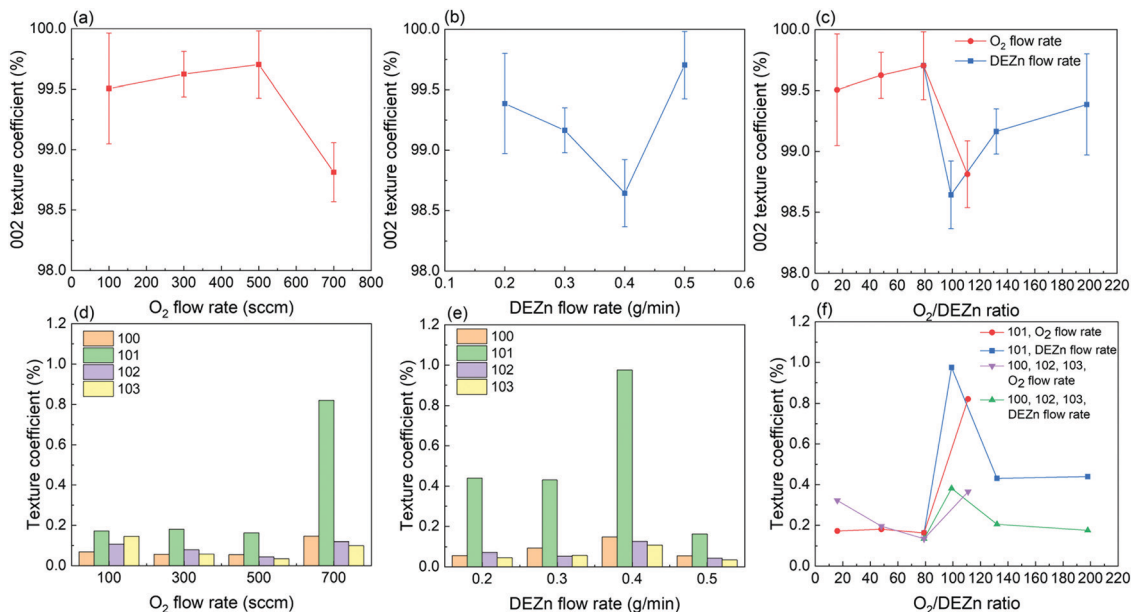 (a)
100.0
99.5
99.0
98.5
98.0
002 texture coefficient (%)
0 100 200 300 400 500 600 700 800
O₂ flow rate (sccm)
(b)
100.0
99.5
99.0
98.5
98.0
002 texture coefficient (%)
0.1 0.2 0.3 0.4 0.5 0.6
DEZn flow rate (g/min)
(c)
O₂ flow rate
DEZn flow rate
100.0
99.5
99.0
98.5
98.0
002 texture coefficient (%)
0 20 40 60 80 100 120 140 160 180 200 220
O₂/DEZn ratio
(d)
100
101
102
103
1.2
1.0
0.8
0.6
0.4
0.2
0.0
Texture coefficient (%)
100 300 500 700
O₂ flow rate (sccm)
(e)
100
101
102
103
1.2
1.0
0.8
0.6
0.4
0.2
0.0
Texture coefficient (%)
0.2 0.3 0.4 0.5
DEZn flow rate (g/min)
(f)
101, O₂ flow rate
101, DEZn flow rate
100, 102, 103,
O₂ flow rate
100, 102, 103,
DEZn flow rate
1.2
1.0
0.8
0.6
0.4
0.2
0.0
Texture coefficient (%)
0 20 40 60 80 100 120 140 160 180 200 220
O₂/DEZn ratio